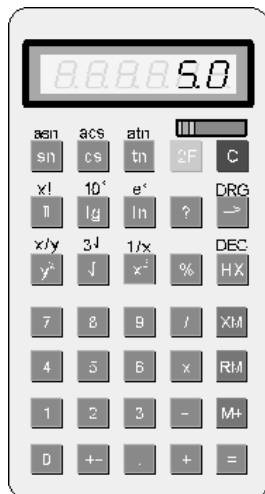 5.0
asn acs atn
sn cs tn 2F C
x! 10ˣ eˣ DRG
π lg ln ? ->
x/y 3√ 1/x DEC
yˣ √ x² % HX
7 8 9 / XM
4 5 6 x RM
1 2 3 - M+
0 +- . + =